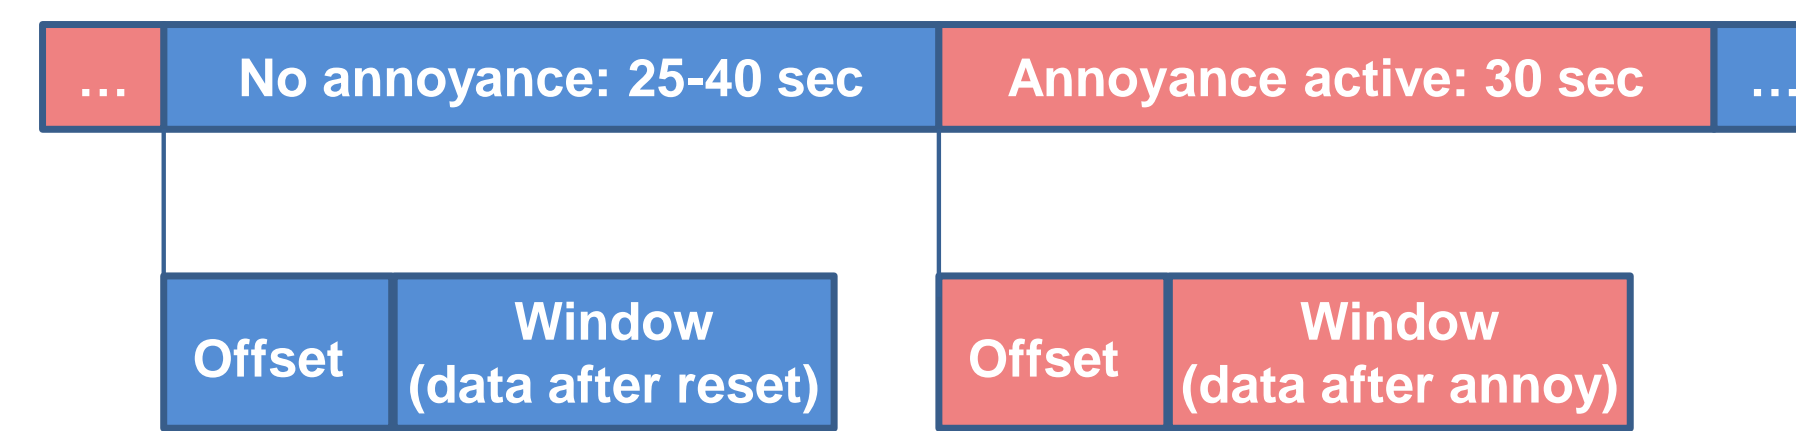 … No annoyance: 25-40 sec Annoyance active: 30 sec …
Offset
Window
(data after reset)
Offset
Window
(data after annoy)